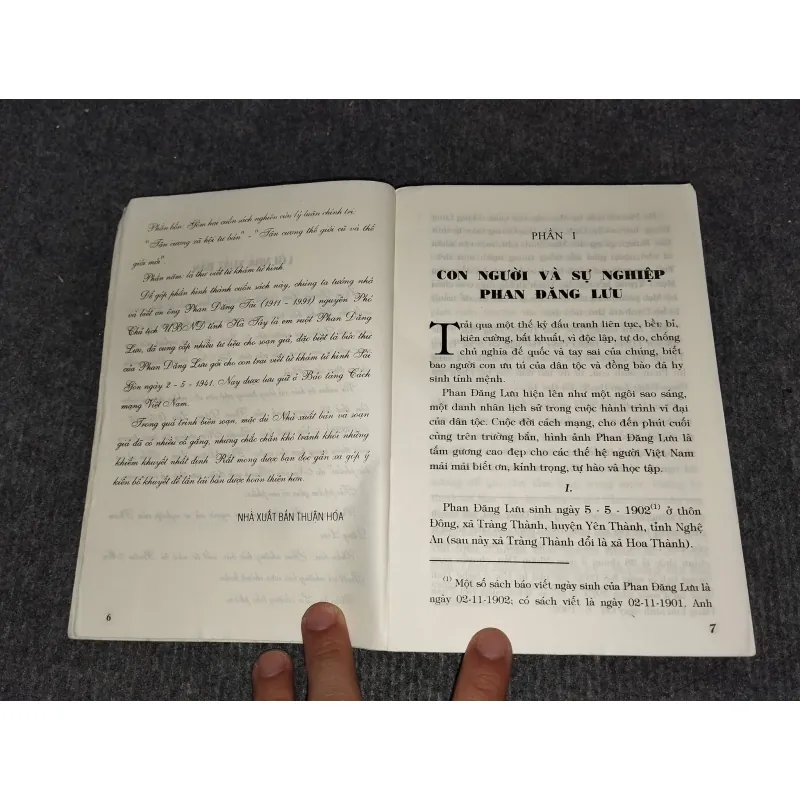 Phần bốn: Gồm hai cuốn sách nghiên cứu lý luận chính trị:
"Tân cương xã hội tư bản" - "Tân cương thế giới cũ và thế
giới mới".
Phần năm: là thư viết từ khám tử hình.
Để góp phần hình thành cuốn sách này, chúng ta tưởng nhớ
và biết ơn ông Phan Đăng Tài (1911 - 1991) nguyên Phó
Chủ tịch UBND tỉnh Hà Tây là em ruột Phan Đăng
Lưu, đã cung cấp nhiều tư liệu cho soạn giả, đặc biệt là bức thư
của Phan Đăng Lưu gởi cho con trai viết từ khám tử hình Sài
Gòn ngày 2 - 5 - 1941. Nay được lưu giữ ở Bảo tàng Cách
mạng Việt Nam.
Trong quá trình biên soạn, mặc dù Nhà xuất bản và soạn
giả đã có nhiều cố gắng, nhưng chắc chắn khó tránh khỏi những
khiếm khuyết nhất định. Rất mong được bạn đọc gần xa góp ý
kiến bổ khuyết để lần tái bản được hoàn thiện hơn.
NHÀ XUẤT BẢN THUẬN HÓA
6
PHẦN I
CON NGƯỜI VÀ SỰ NGHIỆP
PHAN ĐĂNG LƯU
Trải qua một thế kỷ đấu tranh liên tục, bền bỉ,
kiên cường, bất khuất, vì độc lập, tự do, chống
chủ nghĩa đế quốc và tay sai của chúng, biết
bao người con ưu tú của dân tộc và đồng bào đã hy
sinh tính mệnh.
Phan Đăng Lưu hiện lên như một ngôi sao sáng,
một danh nhân lịch sử trong cuộc hành trình vĩ đại
của dân tộc. Cuộc đời cách mạng, cho đến phút cuối
cùng trên trường bắn, hình ảnh Phan Đăng Lưu là
tấm gương cao đẹp cho các thế hệ người Việt Nam
mãi mãi biết ơn, kính trọng, tự hào và học tập.
I.
Phan Đăng Lưu sinh ngày 5 - 5 - 1902(1) ở thôn
Đông, xã Tràng Thành, huyện Yên Thành, tỉnh Nghệ
An (sau này xã Tràng Thành đổi là xã Hoa Thành).
(1) Một số sách báo viết ngày sinh của Phan Đăng Lưu là
ngày 02-11-1902; có sách viết là ngày 02-11-1901. Anh
7